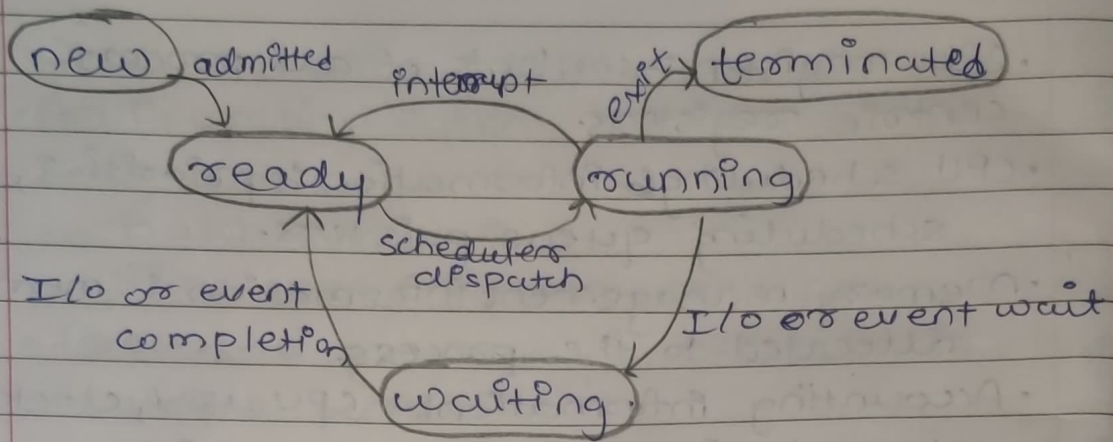 new admitted
interrupt
exit
terminated
ready
running
schedulers
dispatch
I/O or event
completion
I/O or event wait
waiting